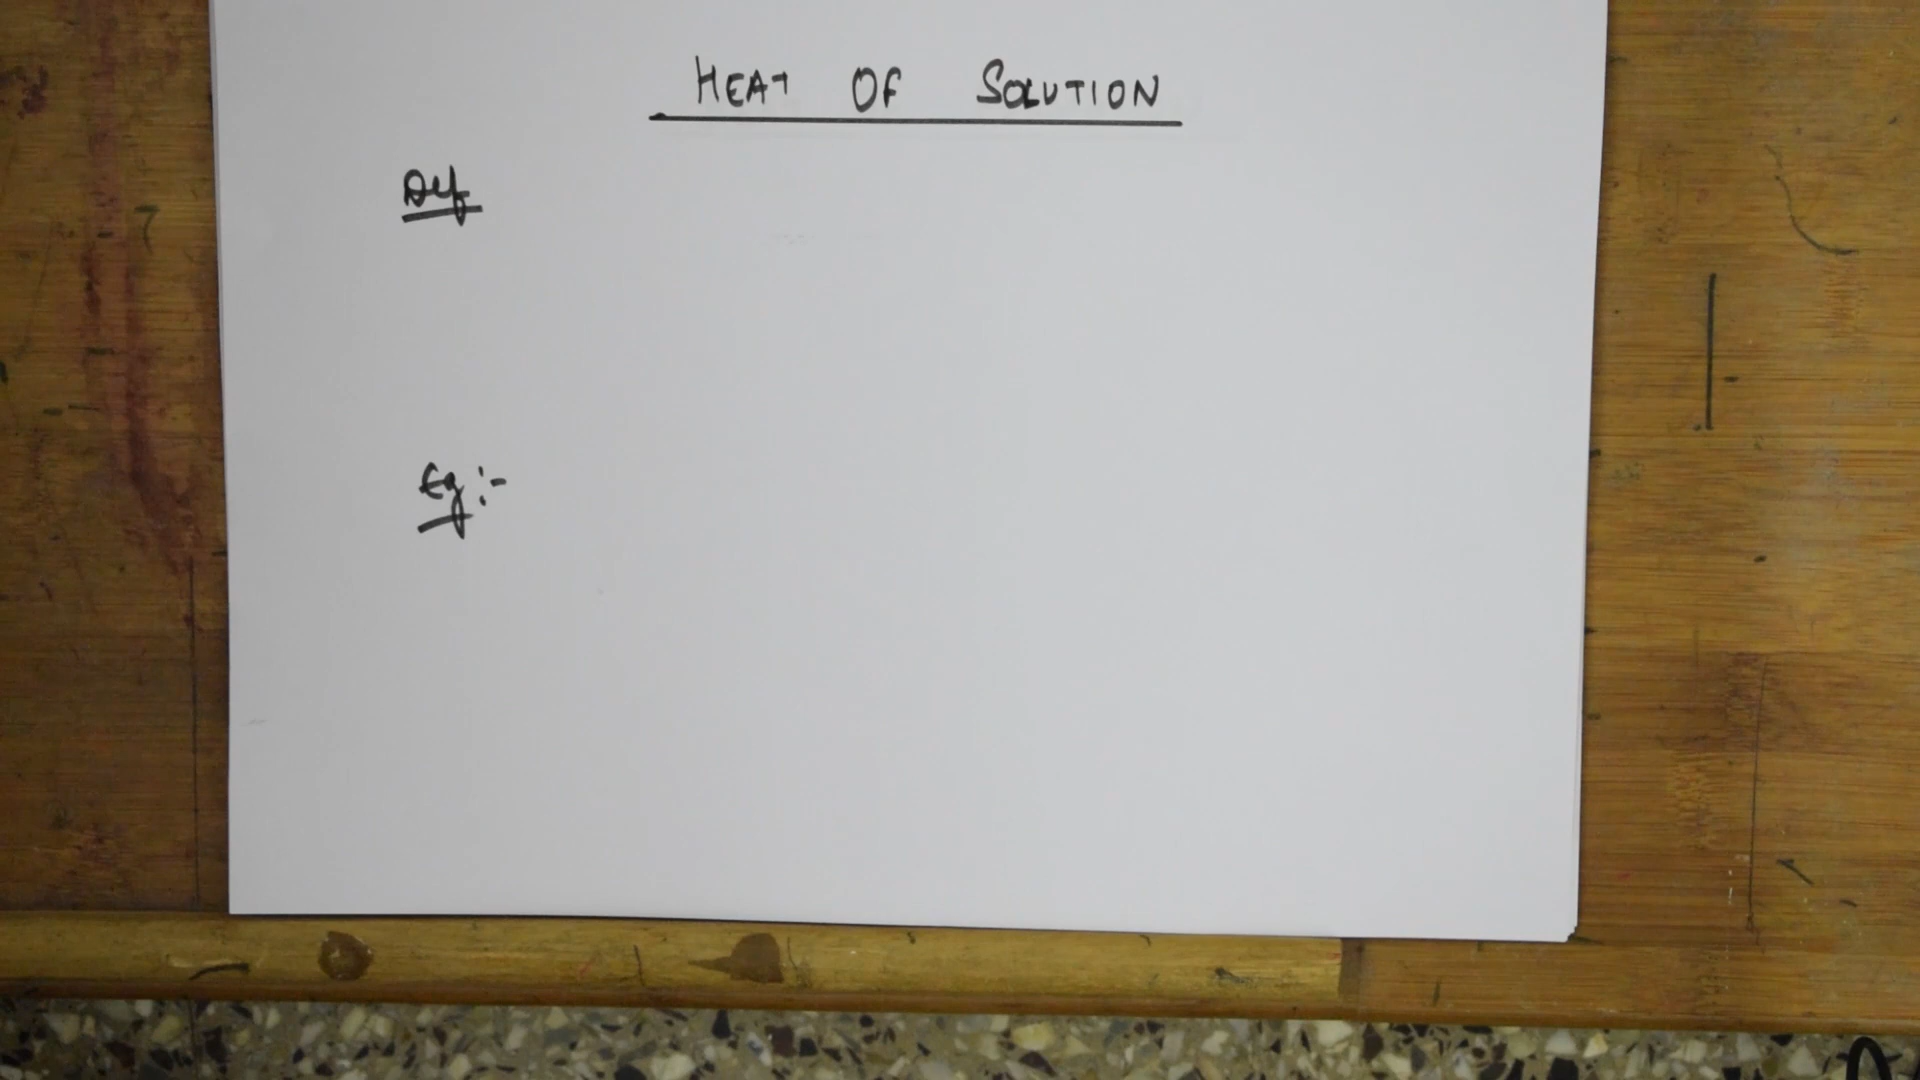 HEAT OF SOLUTION
Def
Eg :-